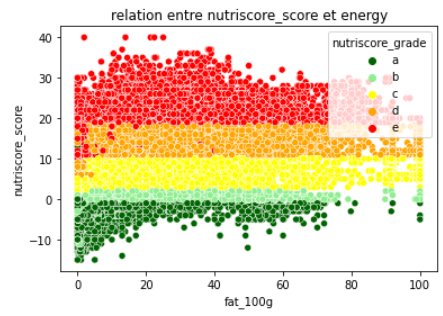 relation entre nutriscore_score et energy
nutriscore_score
40
30
20
10
0
−10
nutriscore_grade
a
b
c
d
e
0
20
40
60
80
100
fat_100g